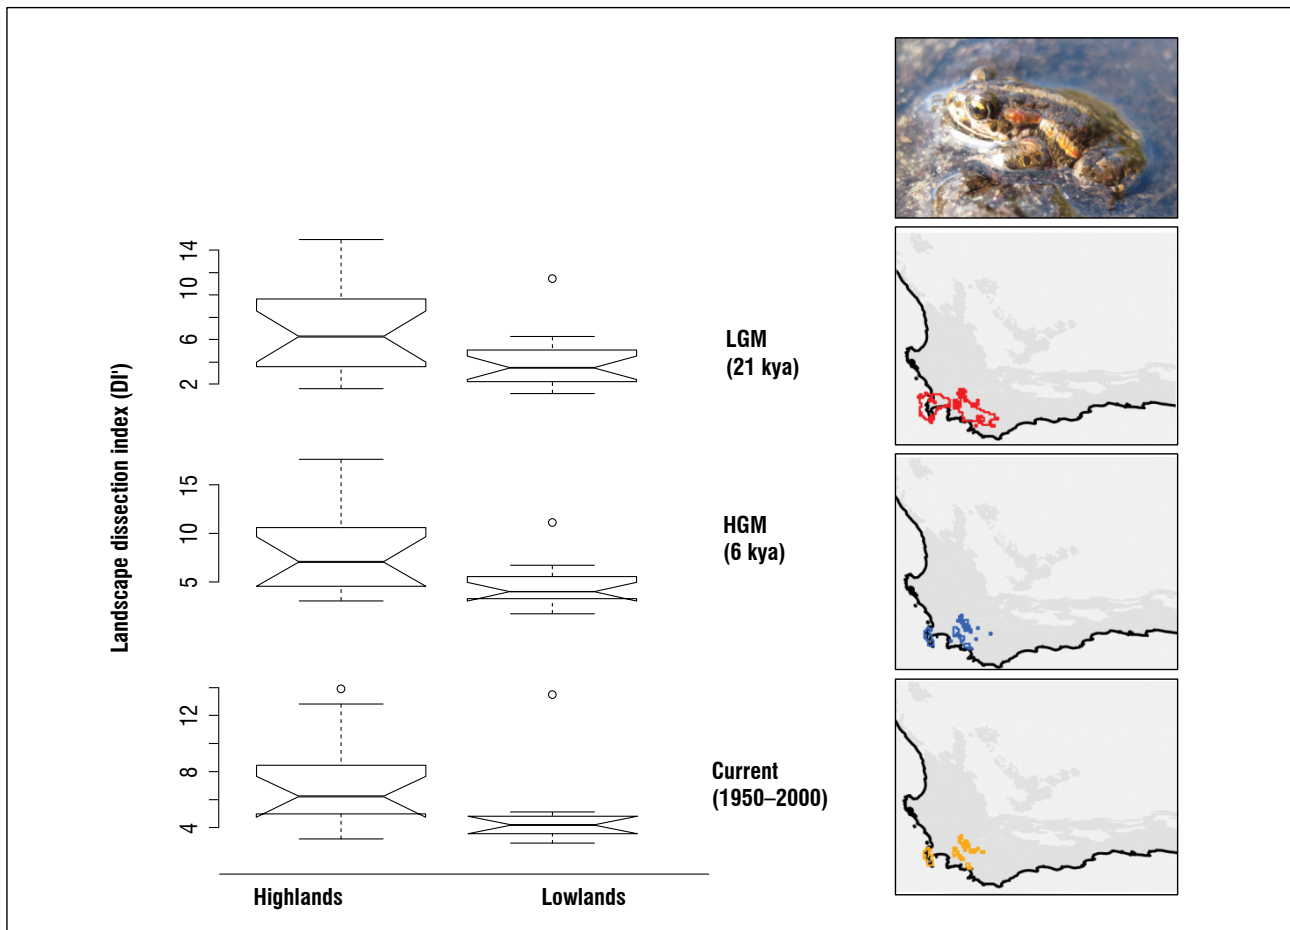 Landscape dissection index (DI')
14
10
6
2
LGM
(21 kya)
15
10
5
HGM
(6 kya)
12
8
4
Current
(1950–2000)
Highlands
Lowlands